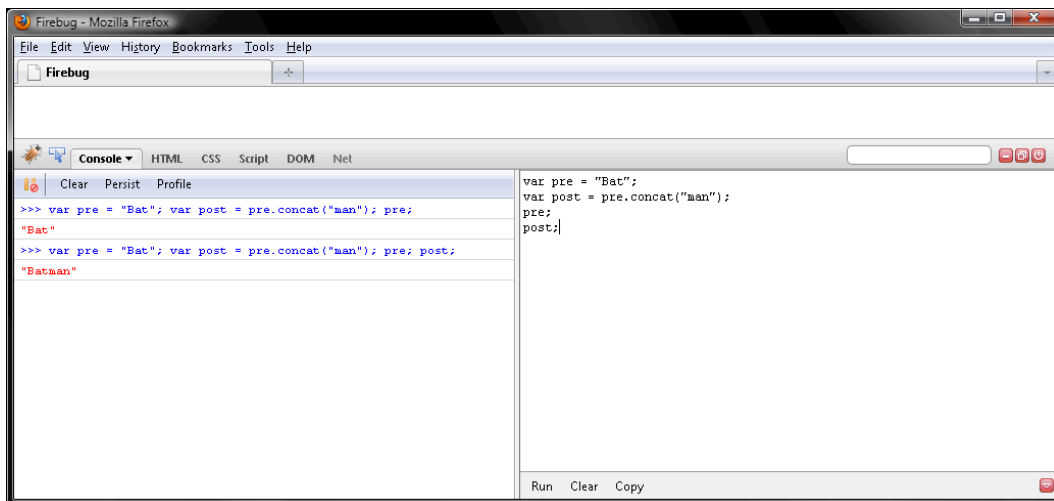 Firebug - Mozilla Firefox
File Edit View History Bookmarks Tools Help
Firebug
Console HTML CSS Script DOM Net
Clear Persist Profile
>>> var pre = "Bat"; var post = pre.concat("man"); pre;
"Bat"
>>> var pre = "Bat"; var post = pre.concat("man"); pre; post;
"Batman"
var pre = "Bat";
var post = pre.concat("man");
pre;
post;
Run Clear Copy